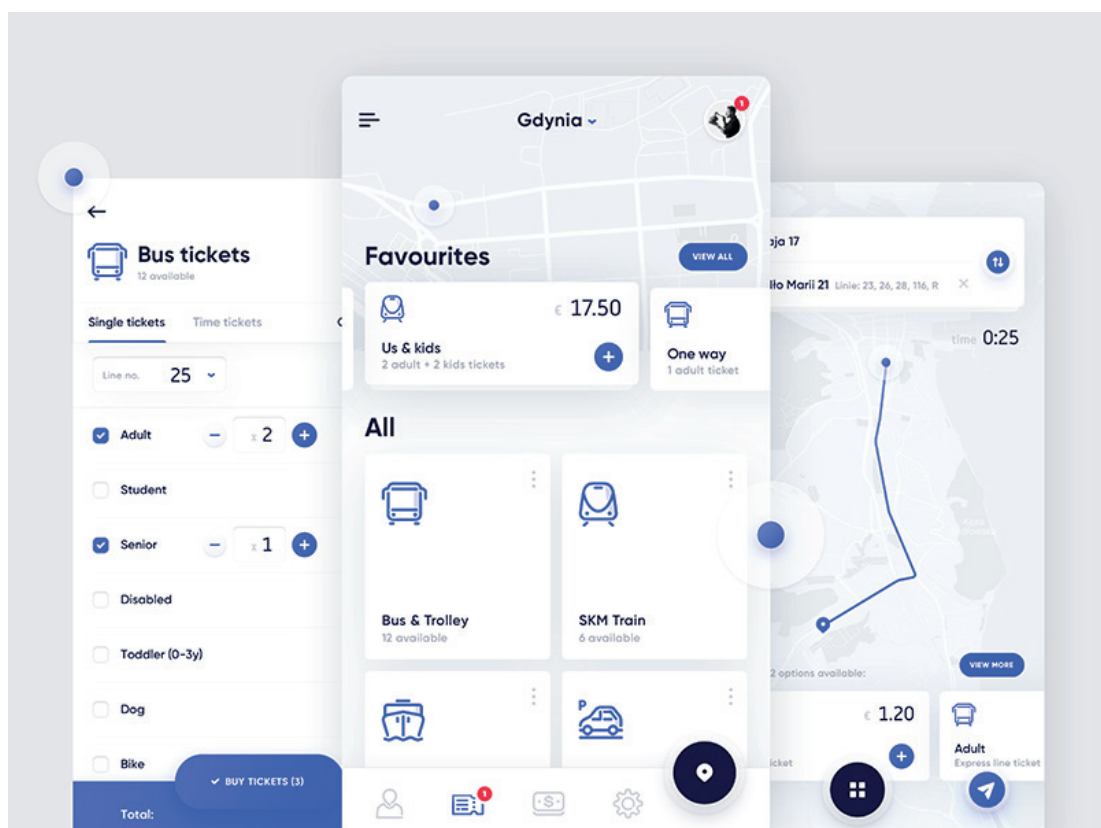 Bus tickets
12 available
Single tickets
Time tickets
Line no. 25
Adult x 2
Student
Senior x 1
Disabled
Toddler (0-3y)
Dog
Bike
BUY TICKETS (3)
Total:
Gdynia
1
Favourites
VIEW ALL
€ 17.50
Us & kids
2 adult + 2 kids tickets
One way
1 adult ticket
All
Bus & Trolley
12 available
SKM Train
6 available
P
1
$
17
Marii 21 Linie: 23, 26, 28, 116, R
time 0:25
Kępa
2 options available:
VIEW MORE
€ 1.20
Adult
Express line ticket